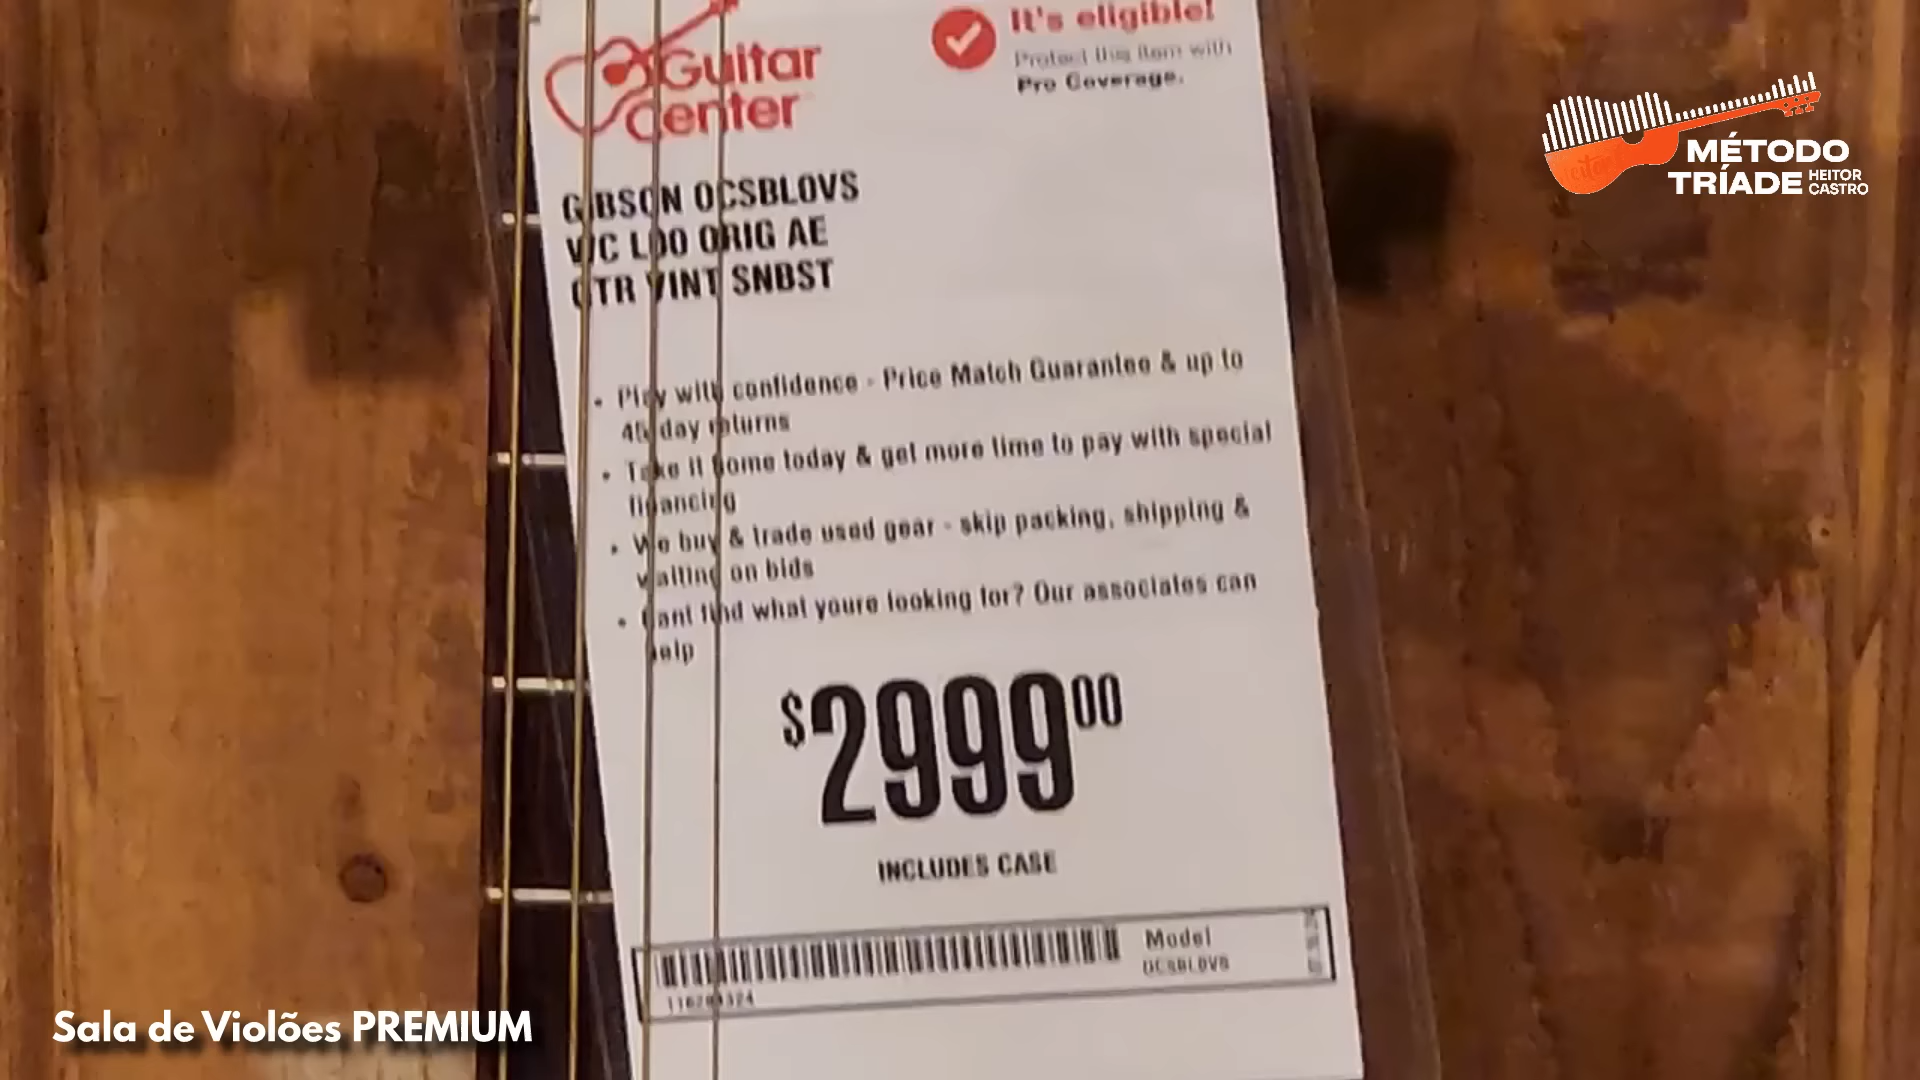 Guitar
Center
It's eligible!
Protect this item with
Pro Coverage.
MÉTODO
TRÍADE HEITOR
CASTRO
GIBSON OCSBLOVS
WC L00 ORIG AE
GTR VINT SNBST
• Play with confidence - Price Match Guarantee & up to
45 day returns
• Take it home today & get more time to pay with special
financing
• We buy & trade used gear - skip packing, shipping &
waiting on bids
• Cant find what youre looking for? Our associates can
help
$2999 00
INCLUDES CASE
Model
OCSBLOVS
Sala de Violões PREMIUM